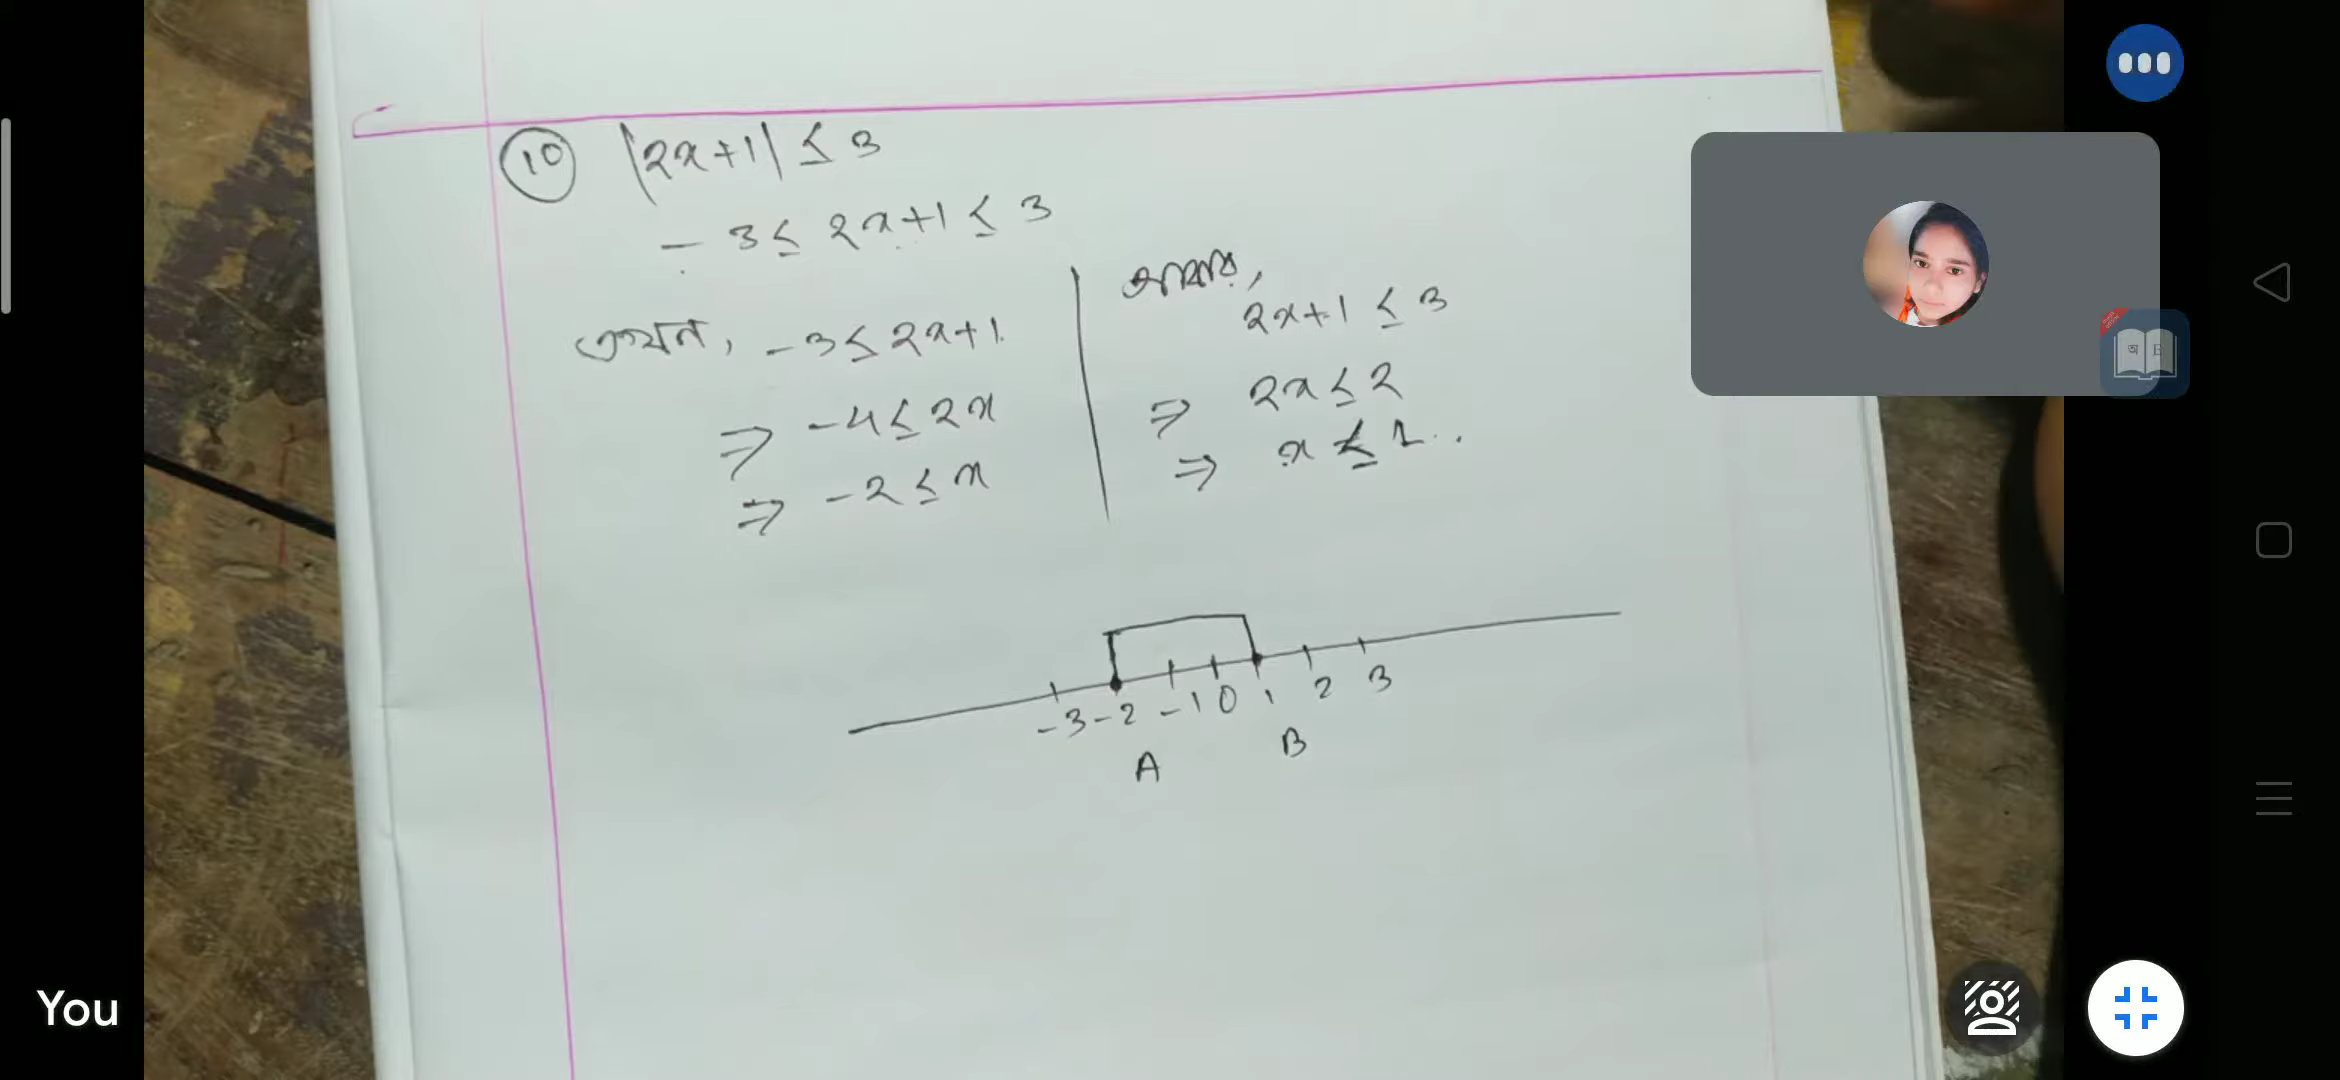 10 |2x+1| ≤ 3
- 3 ≤ 2x+1 ≤ 3
তখন, -3 ≤ 2x+1
⇒ -4 ≤ 2x
⇒ -2 ≤ x
আবার,
2x+1 ≤ 3
⇒ 2x ≤ 2
⇒ x ≤ 1
-3 -2 -1 0 1 2 3
A B
You